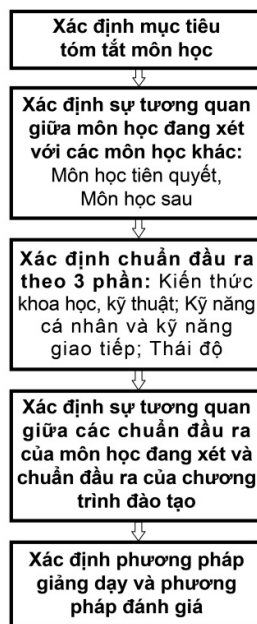 Xác định mục tiêu
tóm tắt môn học
Xác định sự tương quan
giữa môn học đang xét
với các môn học khác:
Môn học tiên quyết,
Môn học sau
Xác định chuẩn đầu ra
theo 3 phần: Kiến thức
khoa học, kỹ thuật; Kỹ năng
cá nhân và kỹ năng
giao tiếp; Thái độ
Xác định sự tương quan
giữa các chuẩn đầu ra
của môn học đang xét và
chuẩn đầu ra của chương
trình đào tạo
Xác định phương pháp
giảng dạy và phương
pháp đánh giá